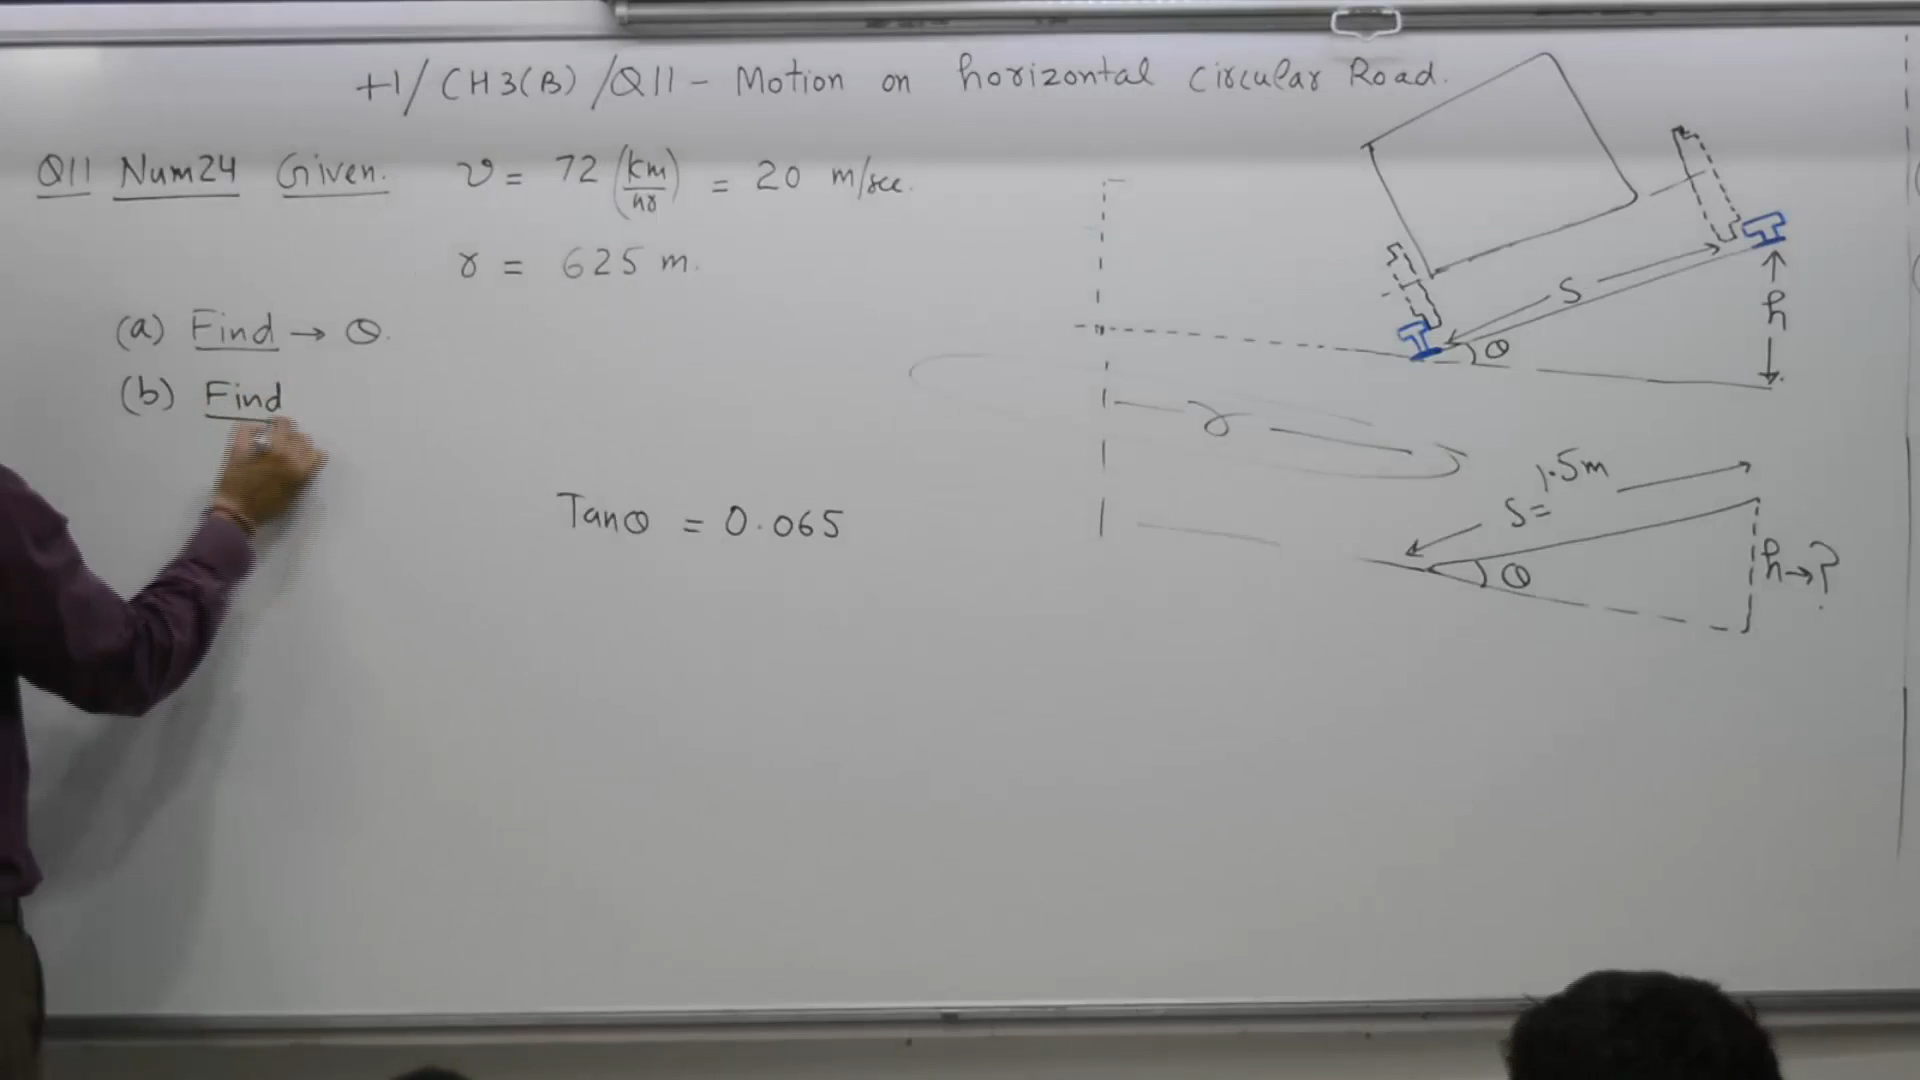 +1/ CH3(B) /Q11 - Motion on horizontal Circular Road.
Q11 Num24 Given. v = 72 (km/hr) = 20 m/sec.
r = 625 m.
(a) Find → θ.
(b) Find
Tanθ = 0.065
S
h
θ
r
S = 1.5m
θ
h→?